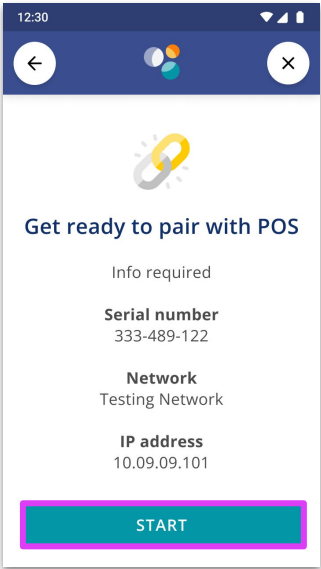 12:30
Get ready to pair with POS
Info required
Serial number
333-489-122
Network
Testing Network
IP address
10.09.09.101
START